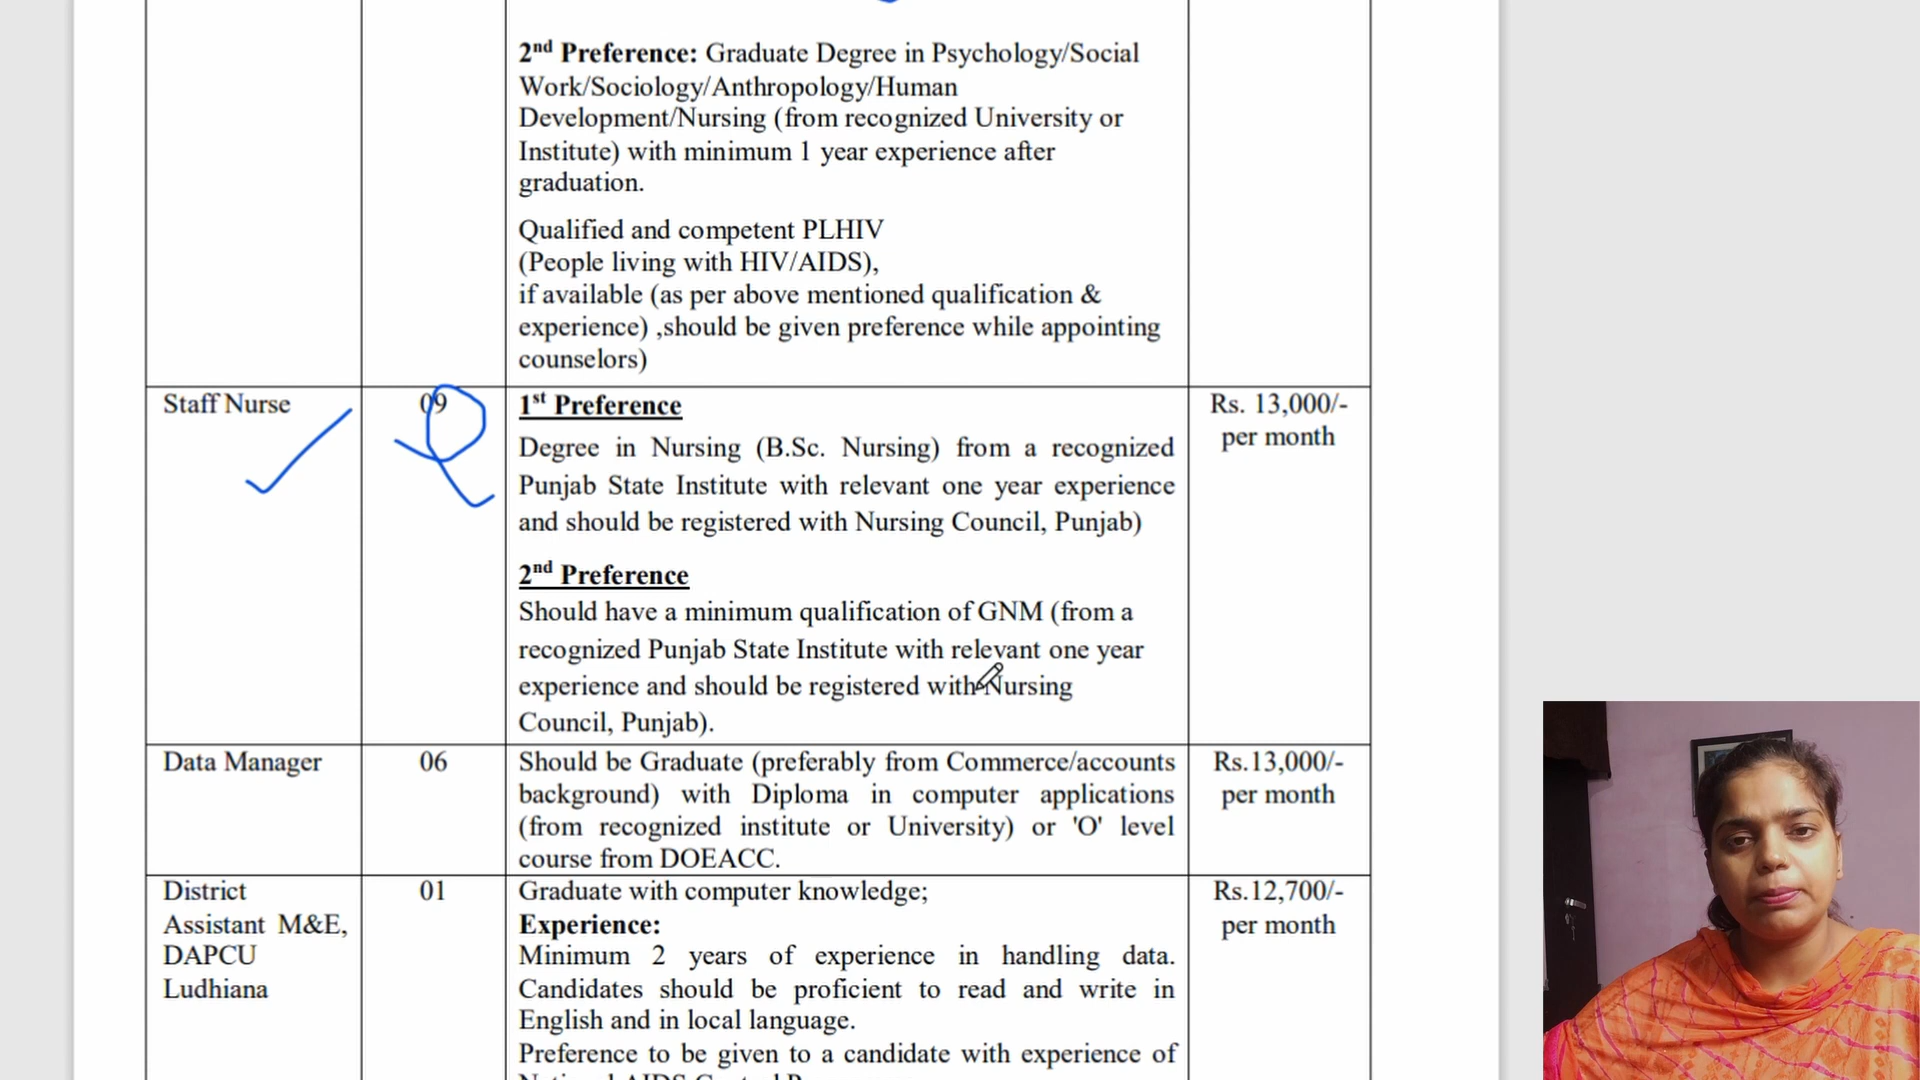 2nd Preference: Graduate Degree in Psychology/Social
Work/Sociology/Anthropology/Human
Development/Nursing (from recognized University or
Institute) with minimum 1 year experience after
graduation.
Qualified and competent PLHIV
(People living with HIV/AIDS),
if available (as per above mentioned qualification &
experience) ,should be given preference while appointing
counselors)
Staff Nurse
09
1st Preference
Degree in Nursing (B.Sc. Nursing) from a recognized
Punjab State Institute with relevant one year experience
and should be registered with Nursing Council, Punjab)
2nd Preference
Should have a minimum qualification of GNM (from a
recognized Punjab State Institute with relevant one year
experience and should be registered with Nursing
Council, Punjab).
Rs. 13,000/-
per month
Data Manager
06
Should be Graduate (preferably from Commerce/accounts
background) with Diploma in computer applications
(from recognized institute or University) or 'O' level
course from DOEACC.
Rs.13,000/-
per month
District
Assistant M&E,
DAPCU
Ludhiana
01
Graduate with computer knowledge;
Experience:
Minimum 2 years of experience in handling data.
Candidates should be proficient to read and write in
English and in local language.
Preference to be given to a candidate with experience of
Rs.12,700/-
per month